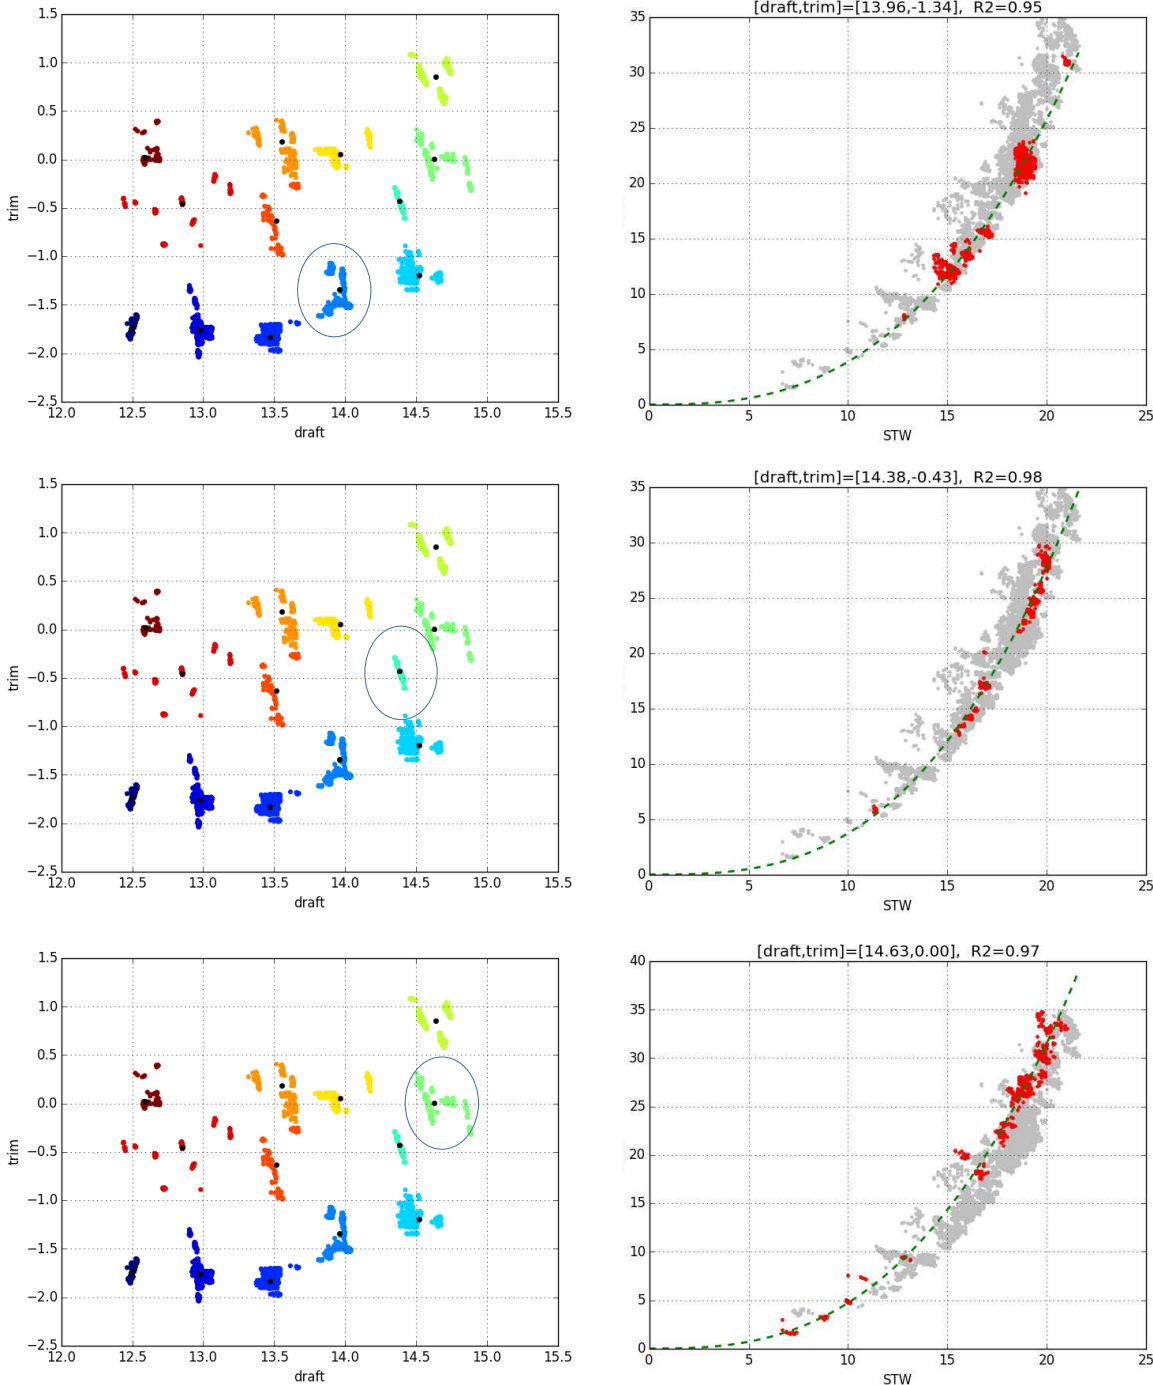 [draft,trim]=[13.96,-1.34], R2=0.95
1.5
1.0
0.5
0.0
−0.5
−1.0
−1.5
−2.0
−2.5
trim
12.0 12.5 13.0 13.5 14.0 14.5 15.0 15.5
draft
35
30
25
20
15
10
5
0
0 5 10 15 20 25
STW
[draft,trim]=[14.38,-0.43], R2=0.98
1.5
1.0
0.5
0.0
−0.5
−1.0
−1.5
−2.0
−2.5
trim
12.0 12.5 13.0 13.5 14.0 14.5 15.0 15.5
draft
35
30
25
20
15
10
5
0
0 5 10 15 20 25
STW
[draft,trim]=[14.63,0.00], R2=0.97
1.5
1.0
0.5
0.0
−0.5
−1.0
−1.5
−2.0
−2.5
trim
12.0 12.5 13.0 13.5 14.0 14.5 15.0 15.5
draft
40
35
30
25
20
15
10
5
0
0 5 10 15 20 25
STW